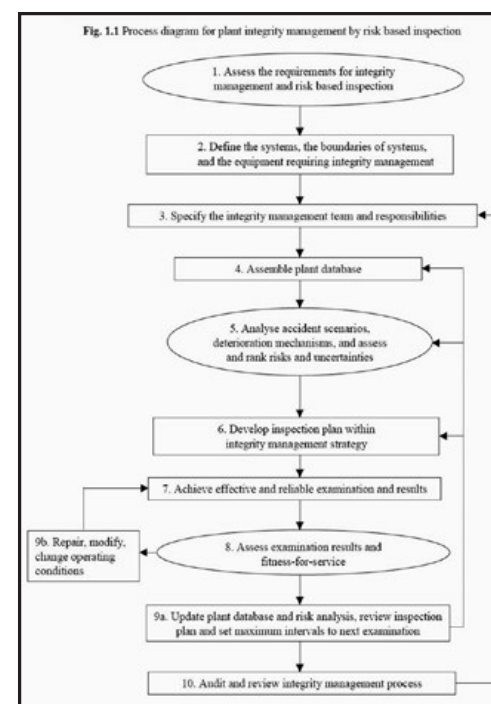 Fig. 1.1 Process diagram for plant integrity management by risk based inspection
1. Assess the requirements for integrity
management and risk based inspection
2. Define the systems, the boundaries of systems,
and the equipment requiring integrity management
3. Specify the integrity management team and responsibilities
4. Assemble plant database
5. Analyse accident scenarios,
deterioration mechanisms, and assess
and rank risks and uncertainties
6. Develop inspection plan within
integrity management strategy
7. Achieve effective and reliable examination and results
9b. Repair, modify,
change operating
conditions
8. Assess examination results and
fitness-for-service
9a. Update plant database and risk analysis, review inspection
plan and set maximum intervals to next examination
10. Audit and review integrity management process